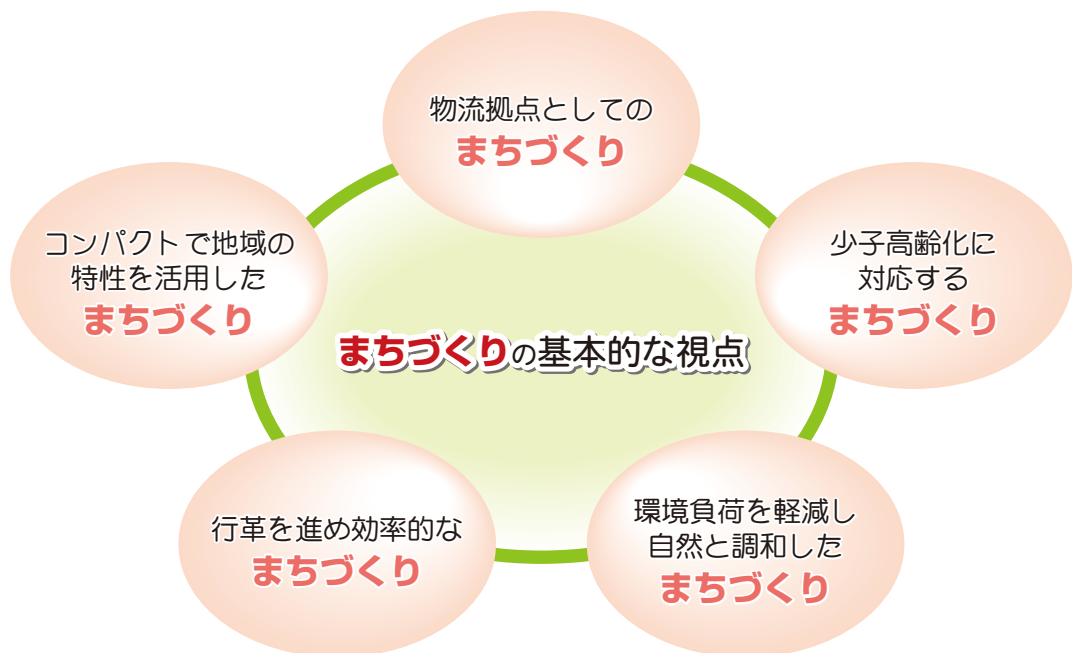 物流拠点としての
まちづくり
コンパクトで地域の
特性を活用した
まちづくり
少子高齢化に
対応する
まちづくり
まちづくりの基本的な視点
行革を進め効率的な
まちづくり
環境負荷を軽減し
自然と調和した
まちづくり